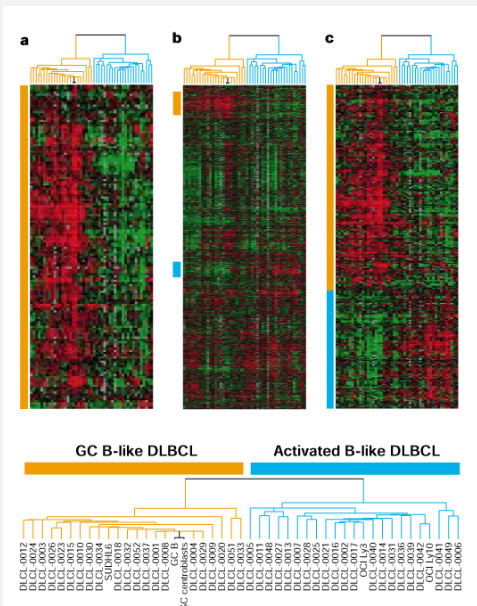 a
b
c
GC B-like DLBCL
Activated B-like DLBCL
DLCL-0012
DLCL-0024
DLCL-0003
DLCL-0026
DLCL-0023
DLCL-0015
DLCL-0010
DLCL-0030
DLCL-0034
SUDHL6
DLCL-0018
DLCL-0032
DLCL-0052
DLCL-0037
DLCL-0001
DLCL-0008
GC B
GC centroblasts
DLCL-0004
DLCL-0029
DLCL-0009
DLCL-0020
DLCL-0051
DLCL-0033
DLCL-0005
DLCL-0011
DLCL-0048
DLCL-0027
DLCL-0013
DLCL-0007
DLCL-0028
DLCL-0025
DLCL-0021
DLCL-0016
DLCL-0002
DLCL-0017
OCI Ly3
DLCL-0040
DLCL-0014
DLCL-0031
DLCL-0036
DLCL-0039
DLCL-0042
OCI Ly10
DLCL-0041
DLCL-0049
DLCL-0006